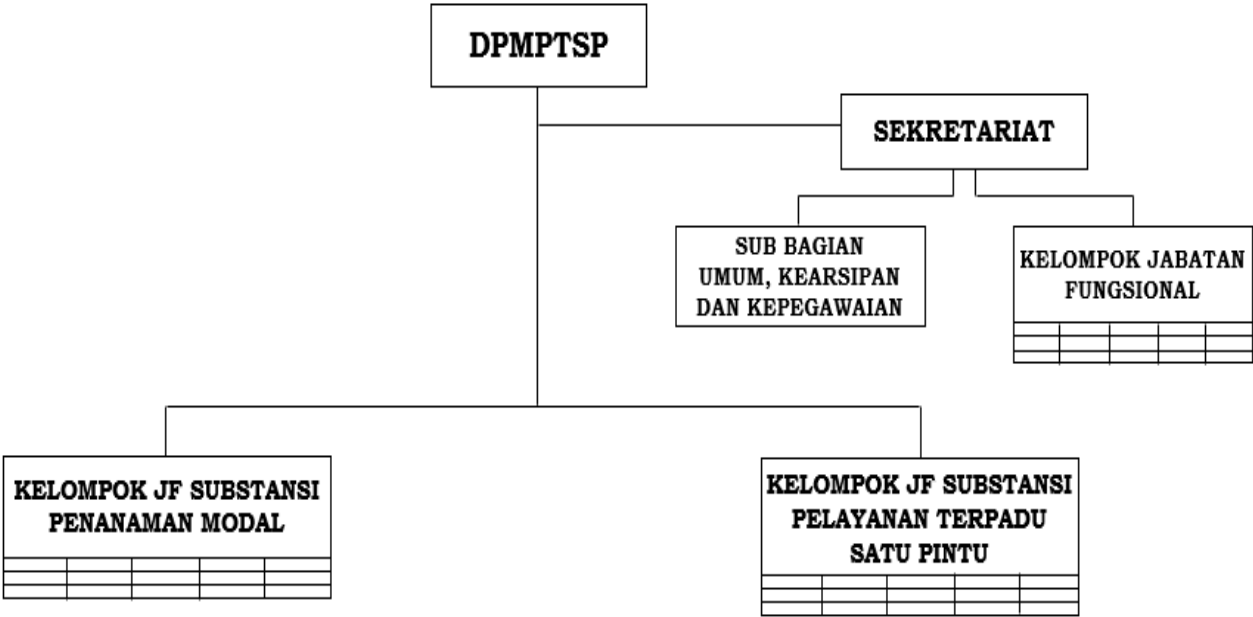 DPMPTSP
SEKRETARIAT
SUB BAGIAN
UMUM, KEARSIPAN
DAN KEPEGAWAIAN
KELOMPOK JABATAN
FUNGSIONAL
KELOMPOK JF SUBSTANSI
PENANAMAN MODAL
KELOMPOK JF SUBSTANSI
PELAYANAN TERPADU
SATU PINTU